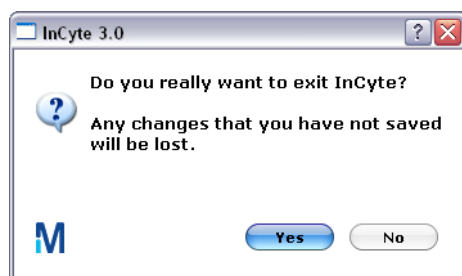 InCyte 3.0
Do you really want to exit InCyte?
Any changes that you have not saved
will be lost.
M
Yes
No